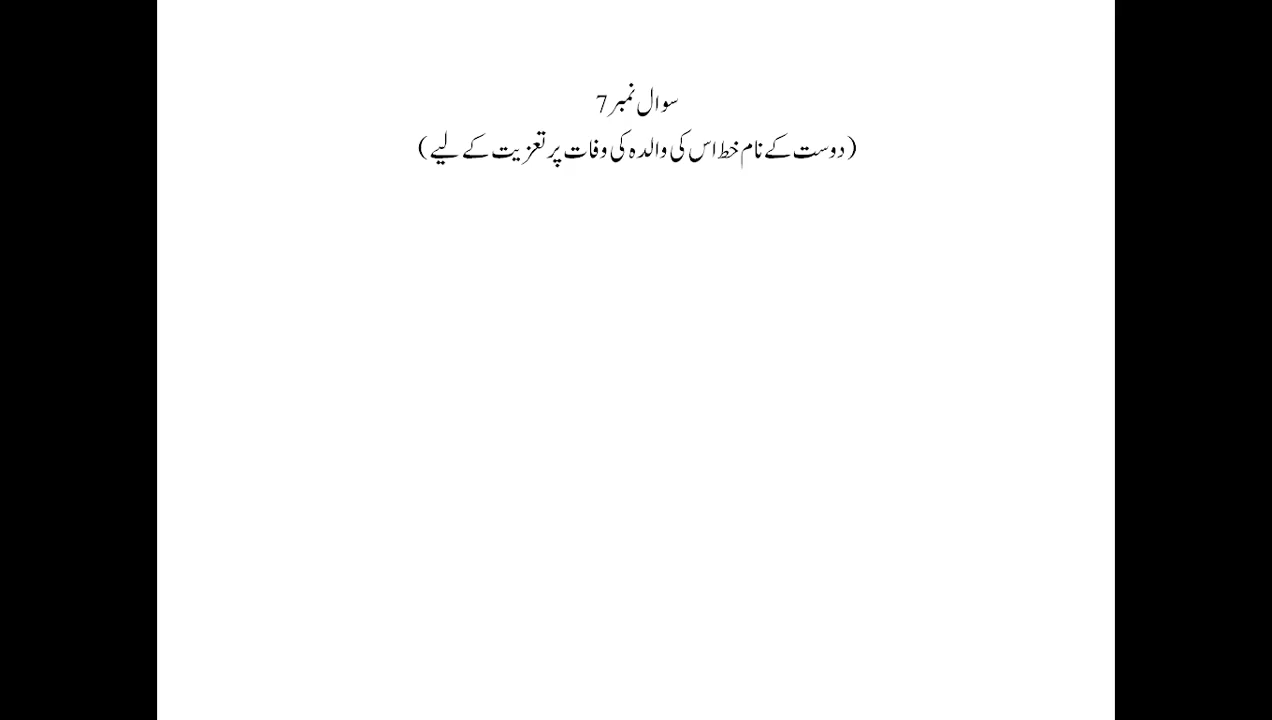 سوال نمبر 7
(دوست کے نام خط اس کی والدہ کی وفات پر تعزیت کے لیے)